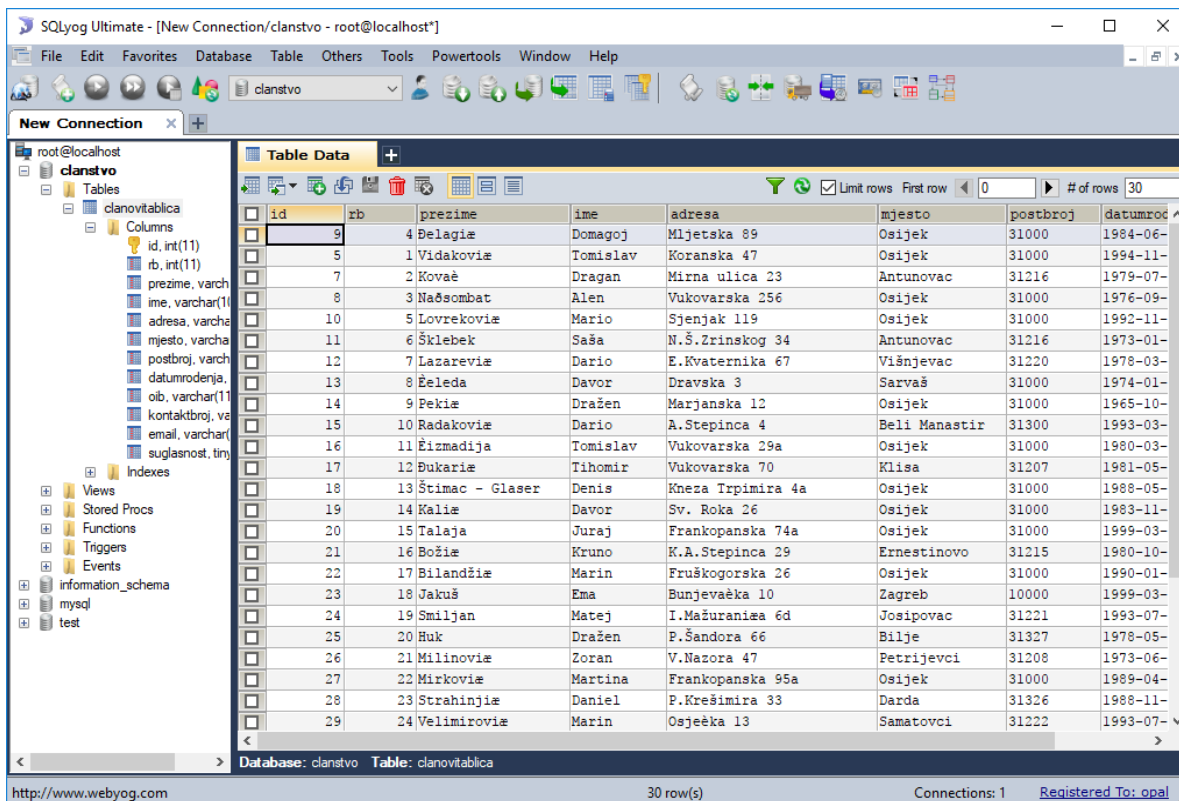 SQLyog Ultimate - [New Connection/clanstvo - root@localhost*]
File Edit Favorites Database Table Others Tools Powertools Window Help
clanstvo
New Connection
root@localhost
clanstvo
Tables
clanovitablica
Columns
id, int(11)
rb, int(11)
prezime, varch
ime, varchar(10
adresa, varcha
mjesto, varcha
postbroj, varch
datumrodenja,
oib, varchar(11
kontaktbroj, va
email, varchar(
suglasnost, tiny
Indexes
Views
Stored Procs
Functions
Triggers
Events
information_schema
mysql
test
Table Data
Limit rows First row 0 # of rows 30
id rb prezime ime adresa mjesto postbroj datumrod
9 4 Đelagiæ Domagoj Mljetska 89 Osijek 31000 1984-06-
5 1 Vidakoviæ Tomislav Koranska 47 Osijek 31000 1994-11-
7 2 Kovaè Dragan Mirna ulica 23 Antunovac 31216 1979-07-
8 3 Naðsombat Alen Vukovarska 256 Osijek 31000 1976-09-
10 5 Lovrekoviæ Mario Sjenjak 119 Osijek 31000 1992-11-
11 6 Šklebek Saša N.Š.Zrinskog 34 Antunovac 31216 1973-01-
12 7 Lazareviæ Dario E.Kvaternika 67 Višnjevac 31220 1978-03-
13 8 Èeleda Davor Dravska 3 Sarvaš 31000 1974-01-
14 9 Pekiæ Dražen Marjanska 12 Osijek 31000 1965-10-
15 10 Radakoviæ Dario A.Stepinca 4 Beli Manastir 31300 1993-03-
16 11 Èizmadija Tomislav Vukovarska 29a Osijek 31000 1980-03-
17 12 Đukariæ Tihomir Vukovarska 70 Klisa 31207 1981-05-
18 13 Štimac - Glaser Denis Kneza Trpimira 4a Osijek 31000 1988-05-
19 14 Kaliæ Davor Sv. Roka 26 Osijek 31000 1983-11-
20 15 Talaja Juraj Frankopanska 74a Osijek 31000 1999-03-
21 16 Božiæ Kruno K.A.Stepinca 29 Ernestinovo 31215 1980-10-
22 17 Bilandžiæ Marin Fruškogorska 26 Osijek 31000 1990-01-
23 18 Jakuš Ema Bunjevaèka 10 Zagreb 10000 1999-03-
24 19 Smiljan Matej I.Mažuraniæa 6d Josipovac 31221 1993-07-
25 20 Huk Dražen P.Šandora 66 Bilje 31327 1978-05-
26 21 Milinoviæ Zoran V.Nazora 47 Petrijevci 31208 1973-06-
27 22 Mirkoviæ Martina Frankopanska 95a Osijek 31000 1989-04-
28 23 Strahinjiæ Daniel P.Krešimira 33 Darda 31326 1988-11-
29 24 Velimiroviæ Marin Osjeèka 13 Samatovci 31222 1993-07-
Database: clanstvo Table: clanovitablica
http://www.webyog.com 30 row(s) Connections: 1 Registered To: opal